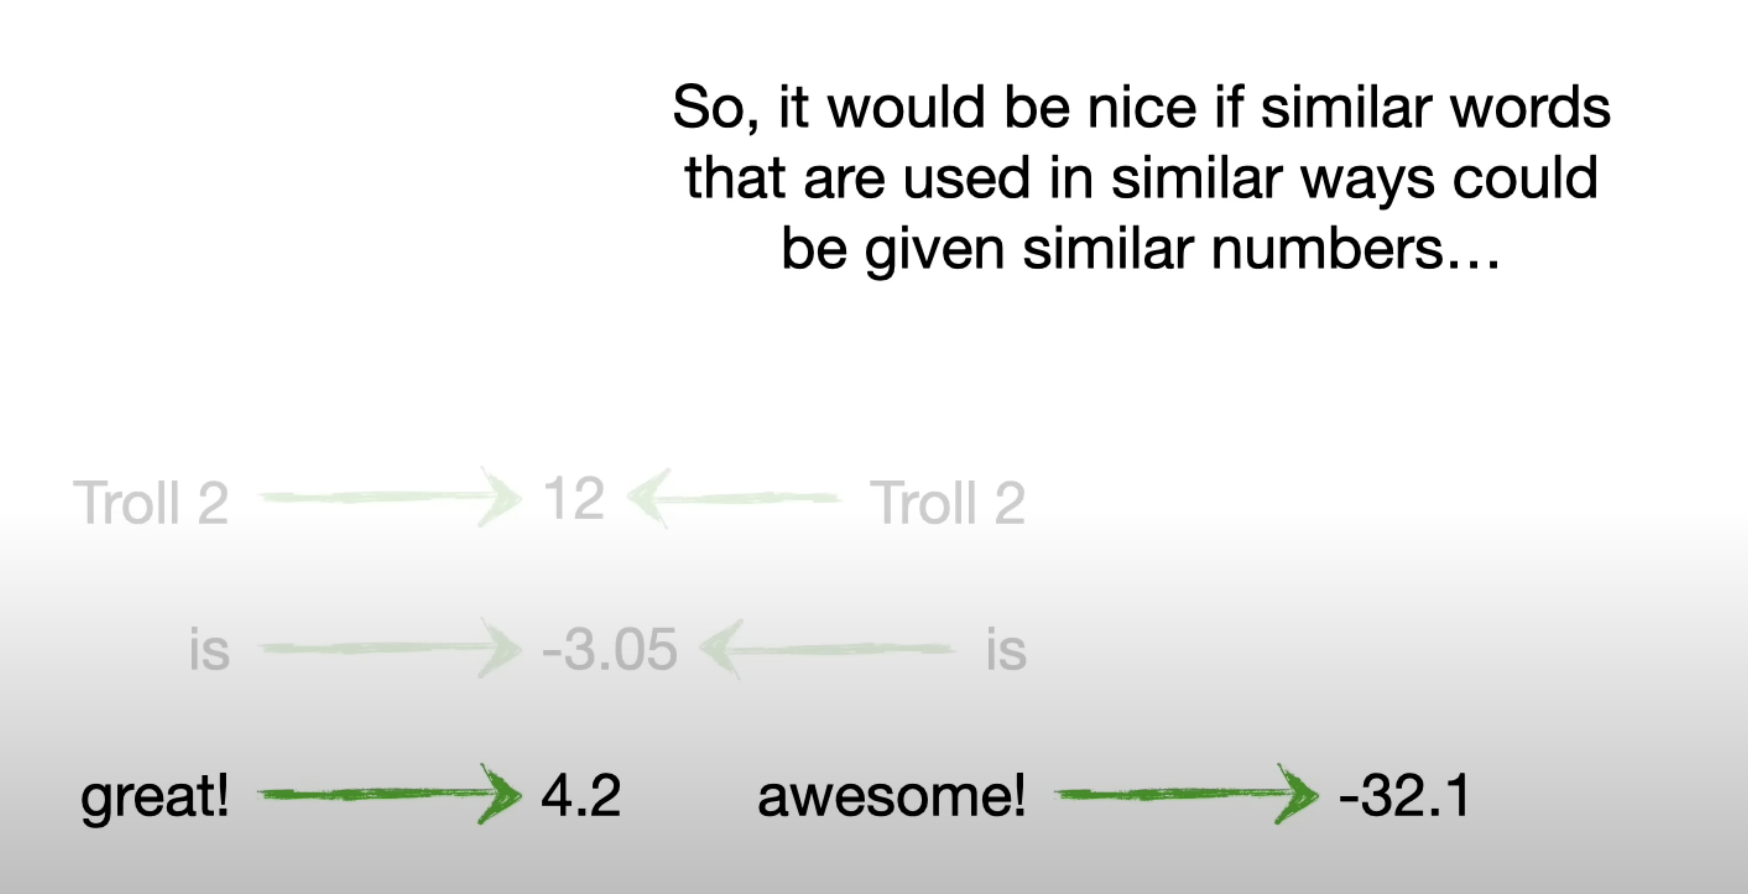 So, it would be nice if similar words
that are used in similar ways could
be given similar numbers…
Troll 2 12 Troll 2
is -3.05 is
great! 4.2 awesome! -32.1